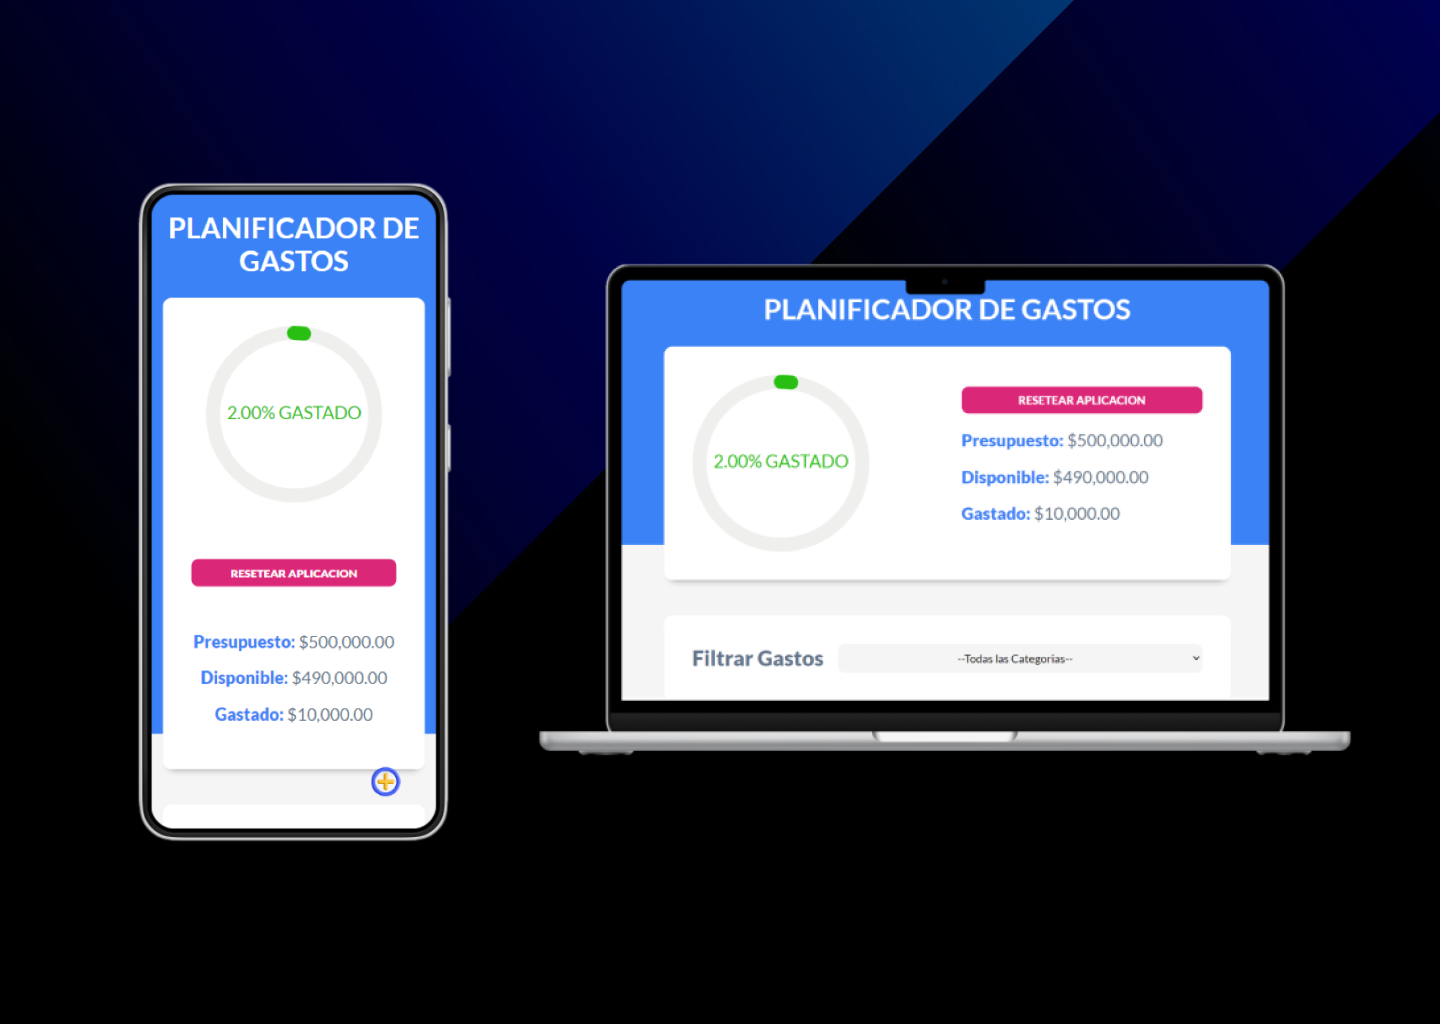 PLANIFICADOR DE
GASTOS
2.00% GASTADO
RESETEAR APLICACION
Presupuesto: $500,000.00
Disponible: $490,000.00
Gastado: $10,000.00
PLANIFICADOR DE GASTOS
2.00% GASTADO
RESETEAR APLICACION
Presupuesto: $500,000.00
Disponible: $490,000.00
Gastado: $10,000.00
Filtrar Gastos
--Todas las Categorias--